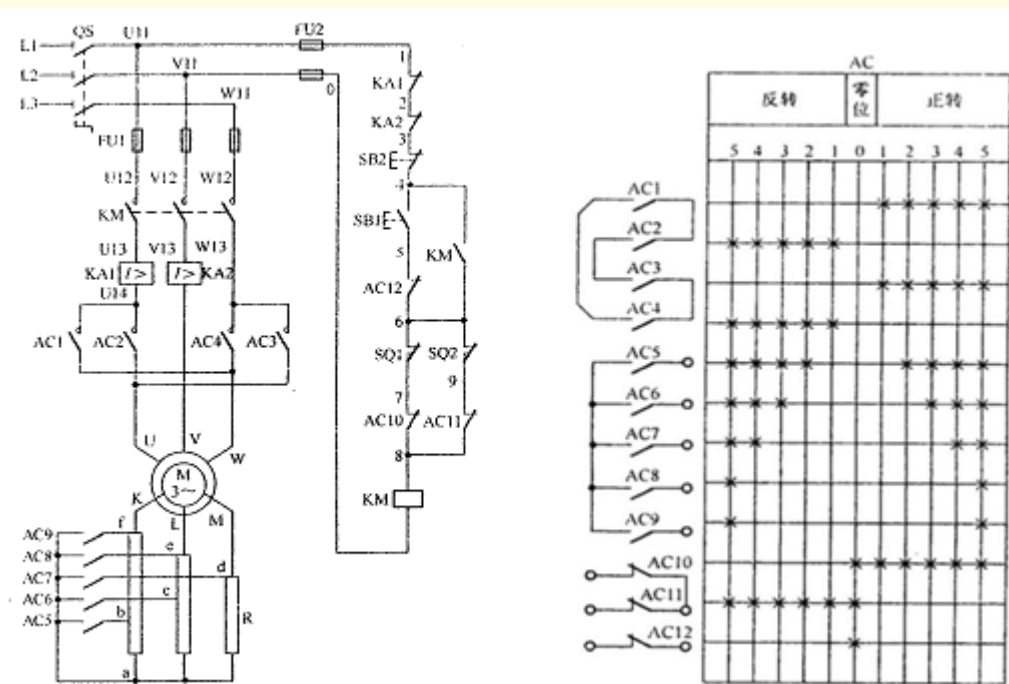 L1
QS
U11
FU2
1
L2
V11
0
KA1
2
L3
W11
KA2
3
FU1
SB2
U12
V12
W12
4
KM
SB1
U13
V13
W13
5
KM
KA1
I>
I>
KA2
U14
AC12
6
AC1
AC2
AC4
AC3
SQ1
SQ2
7
9
AC10
AC11
8
U
V
W
M
3~
K
L
M
KM
AC9
f
AC8
e
AC7
d
AC6
c
AC5
b
R
a
AC
反转
零位
正转
5 4 3 2 1 0 1 2 3 4 5
AC1
AC2
AC3
AC4
AC5
AC6
AC7
AC8
AC9
AC10
AC11
AC12